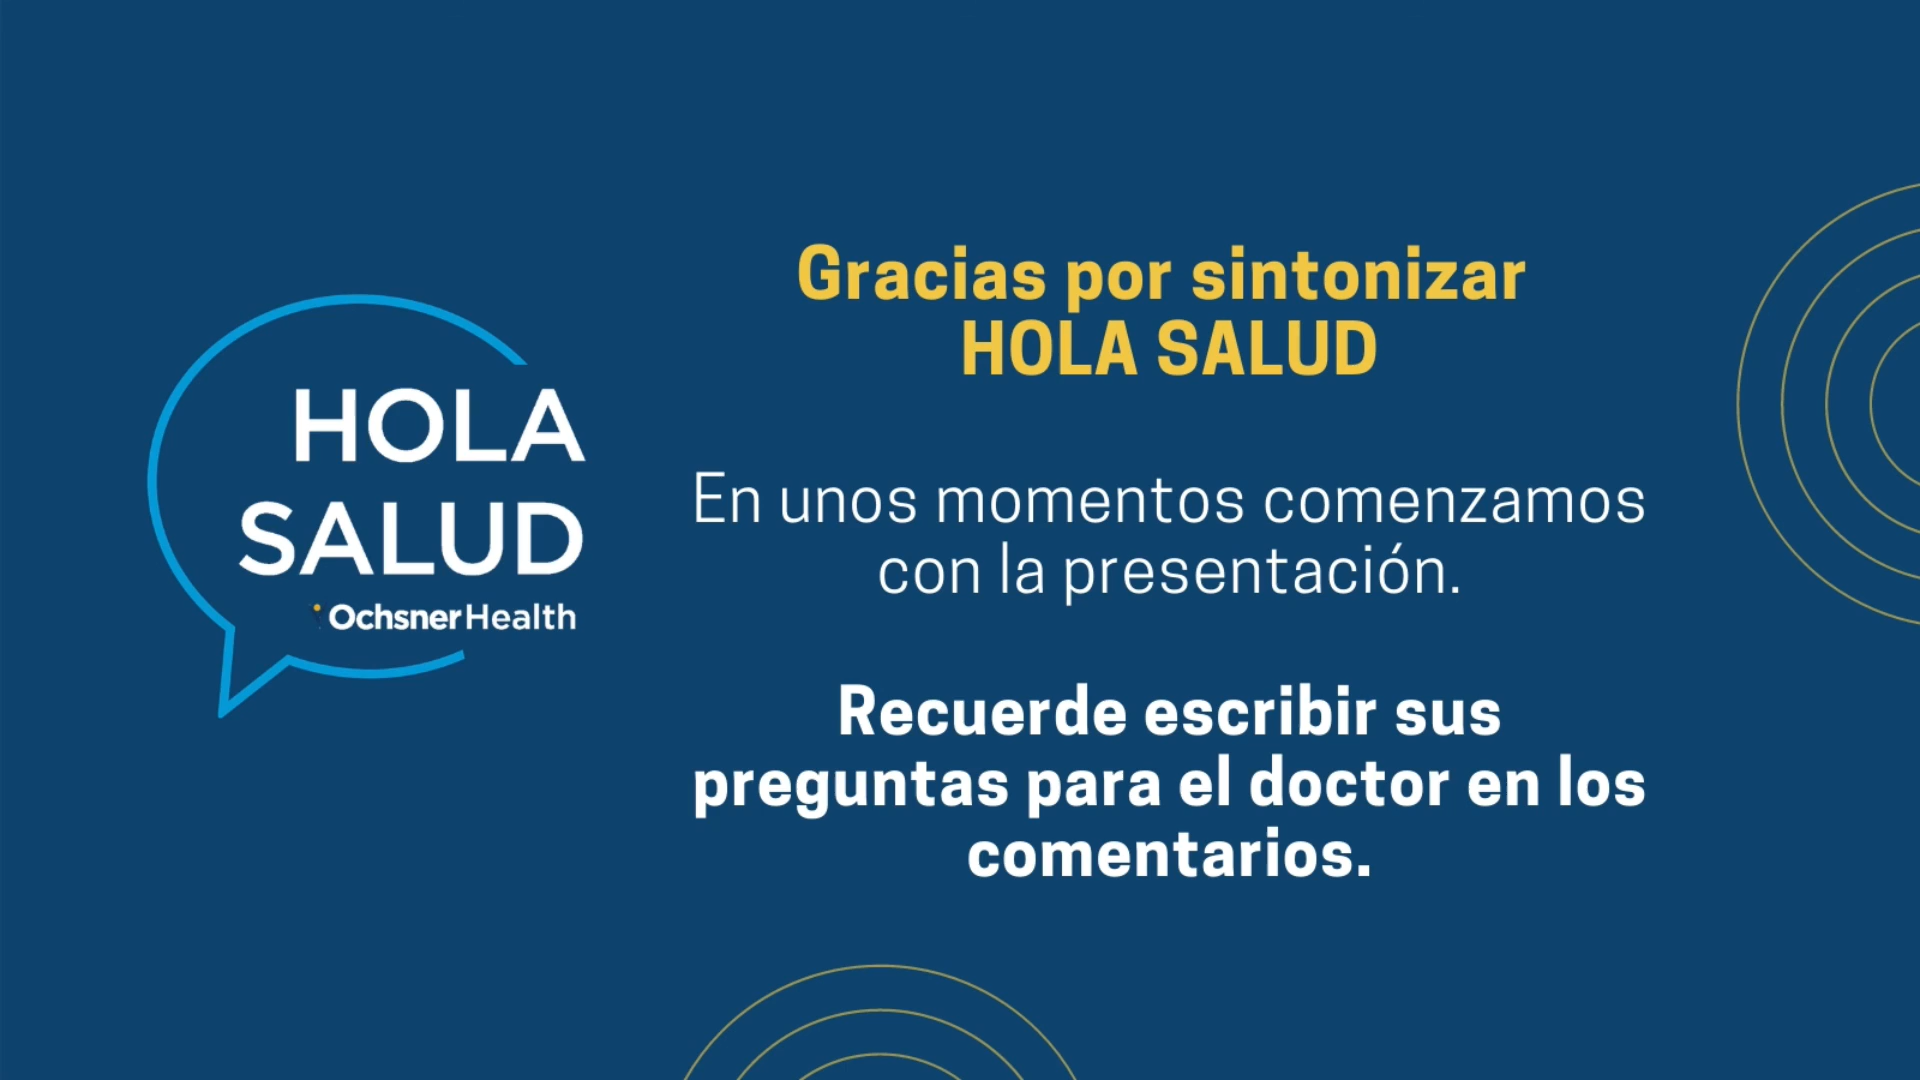 HOLA
SALUD
OchsnerHealth
Gracias por sintonizar
HOLA SALUD
En unos momentos comenzamos
con la presentación.
Recuerde escribir sus
preguntas para el doctor en los
comentarios.